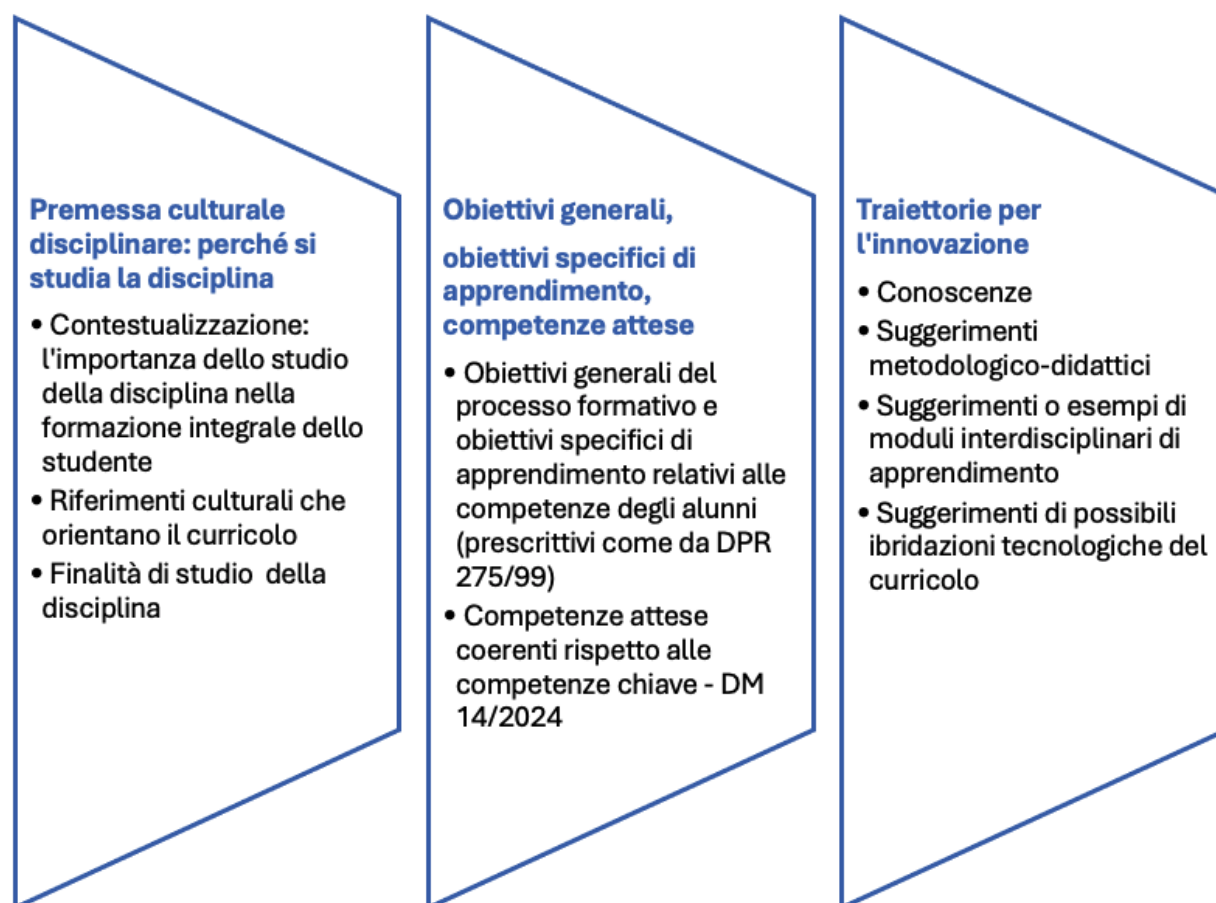 Premessa culturale
disciplinare: perché si
studia la disciplina
• Contestualizzazione:
l'importanza dello studio
della disciplina nella
formazione integrale dello
studente
• Riferimenti culturali che
orientano il curricolo
• Finalità di studio  della
disciplina
Obiettivi generali,
obiettivi specifici di
apprendimento,
competenze attese
• Obiettivi generali del
processo formativo e
obiettivi specifici di
apprendimento relativi alle
competenze degli alunni
(prescrittivi come da DPR
275/99)
• Competenze attese
coerenti rispetto alle
competenze chiave - DM
14/2024
Traiettorie per
l'innovazione
• Conoscenze
• Suggerimenti
metodologico-didattici
• Suggerimenti o esempi di
moduli interdisciplinari di
apprendimento
• Suggerimenti di possibili
ibridazioni tecnologiche del
curricolo